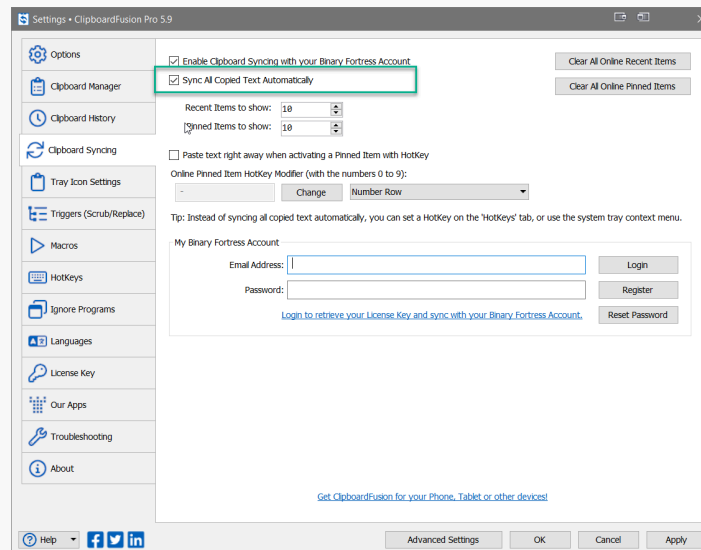 Settings • ClipboardFusion Pro 5.9
Options
Clipboard Manager
Clipboard History
Clipboard Syncing
Tray Icon Settings
Triggers (Scrub/Replace)
Macros
HotKeys
Ignore Programs
Languages
License Key
Our Apps
Troubleshooting
About
Enable Clipboard Syncing with your Binary Fortress Account
Clear All Online Recent Items
Sync All Copied Text Automatically
Clear All Online Pinned Items
Recent Items to show: 10
Pinned Items to show: 10
Paste text right away when activating a Pinned Item with HotKey
Online Pinned Item HotKey Modifier (with the numbers 0 to 9):
- Change Number Row
Tip: Instead of syncing all copied text automatically, you can set a HotKey on the 'HotKeys' tab, or use the system tray context menu.
My Binary Fortress Account
Email Address: Login
Password: Register
Login to retrieve your License Key and sync with your Binary Fortress Account. Reset Password
Get ClipboardFusion for your Phone, Tablet or other devices!
Help Advanced Settings OK Cancel Apply